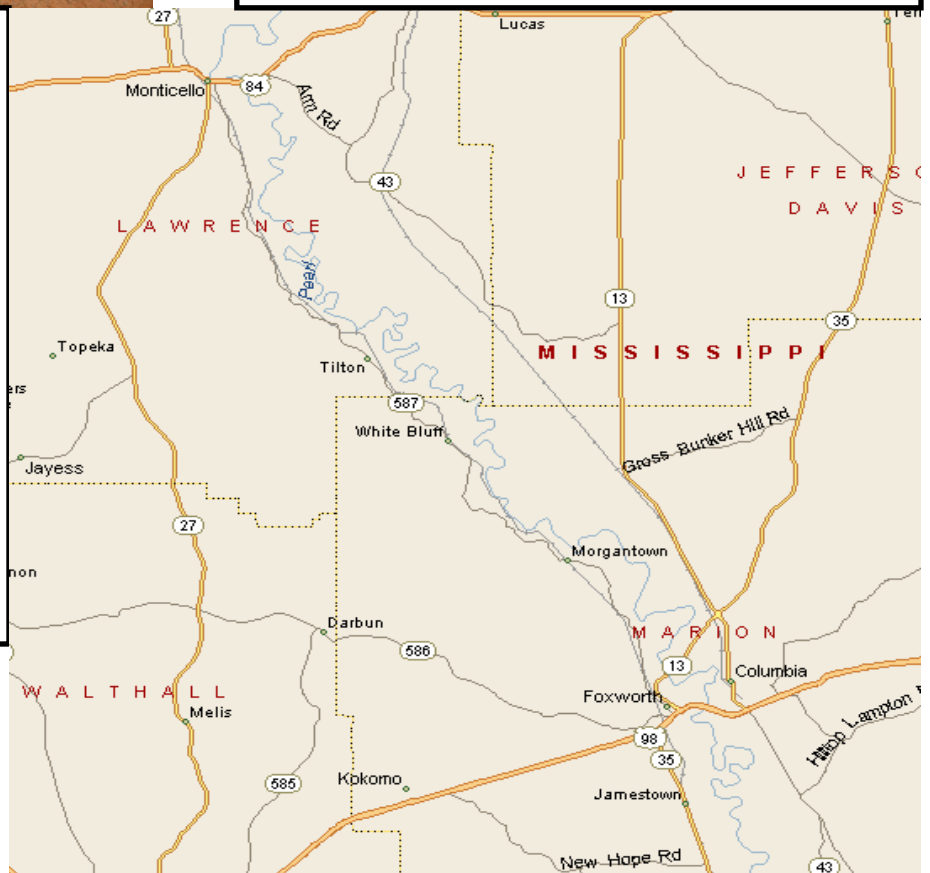 27
Lucas
Monticello
84
Arm Rd
43
JEFFERSO
DAVIS
LAWRENCE
Pearl
13
35
Topeka
MISSISSIPPI
Tilton
587
Gross Bunker Hill Rd
White Bluff
Jayess
27
Morgantown
Darbun
MARION
586
13
Columbia
WALTHALL
Foxworth
Melis
Hilltop Lampton
98
35
585
Kokomo
Jamestown
New Hope Rd
43